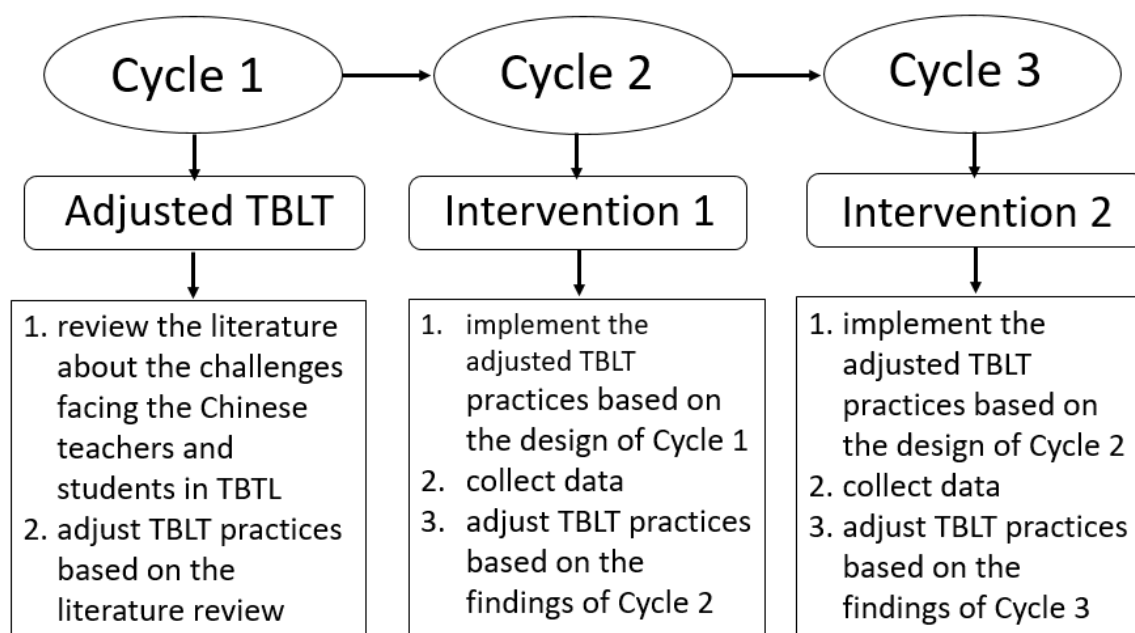 Cycle 1
Cycle 2
Cycle 3
Adjusted TBLT
Intervention 1
Intervention 2
1. review the literature
about the challenges
facing the Chinese
teachers and
students in TBTL
2. adjust TBLT practices
based on the
literature review
1. implement the
adjusted TBLT
practices based on
the design of Cycle 1
2. collect data
3. adjust TBLT practices
based on the
findings of Cycle 2
1. implement the
adjusted TBLT
practices based on
the design of Cycle 2
2. collect data
3. adjust TBLT practices
based on the
findings of Cycle 3